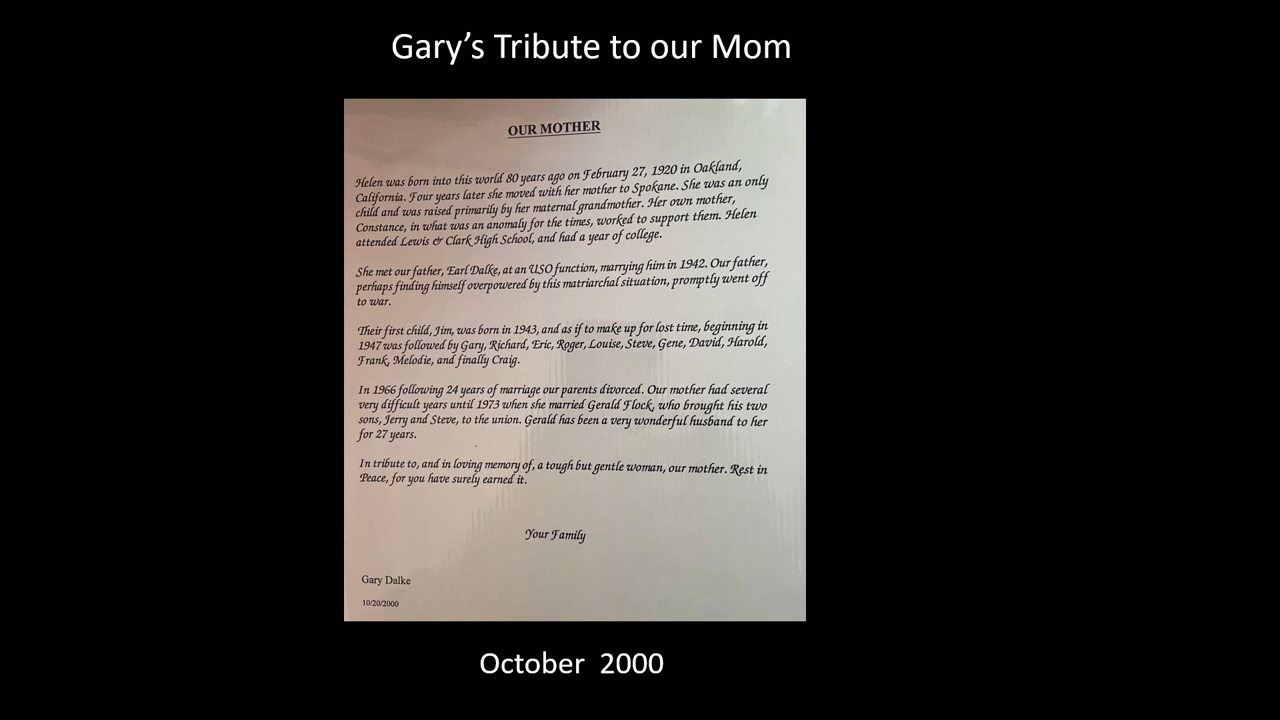 Gary's Tribute to our Mom
OUR MOTHER
Helen was born into this world 80 years ago on February 27, 1920 in Oakland,
California. Four years later she moved with her mother to Spokane. She was an only
child and was raised primarily by her maternal grandmother. Her own mother,
Constance, in what was an anomaly for the times, worked to support them. Helen
attended Lewis & Clark High School, and had a year of college.
She met our father, Earl Dalke, at an USO function, marrying him in 1942. Our father,
perhaps finding himself overpowered by this matriarchal situation, promptly went off
to war.
Their first child, Jim, was born in 1943, and as if to make up for lost time, beginning in
1947 was followed by Gary, Richard, Eric, Roger, Louise, Steve, Gene, David, Harold,
Frank, Melodie, and finally Craig.
In 1966 following 24 years of marriage our parents divorced. Our mother had several
very difficult years until 1973 when she married Gerald Flock, who brought his two
sons, Jerry and Steve, to the union. Gerald has been a very wonderful husband to her
for 27 years.
In tribute to, and in loving memory of, a tough but gentle woman, our mother. Rest in
Peace, for you have surely earned it.
Your Family
Gary Dalke
10/20/2000
October 2000